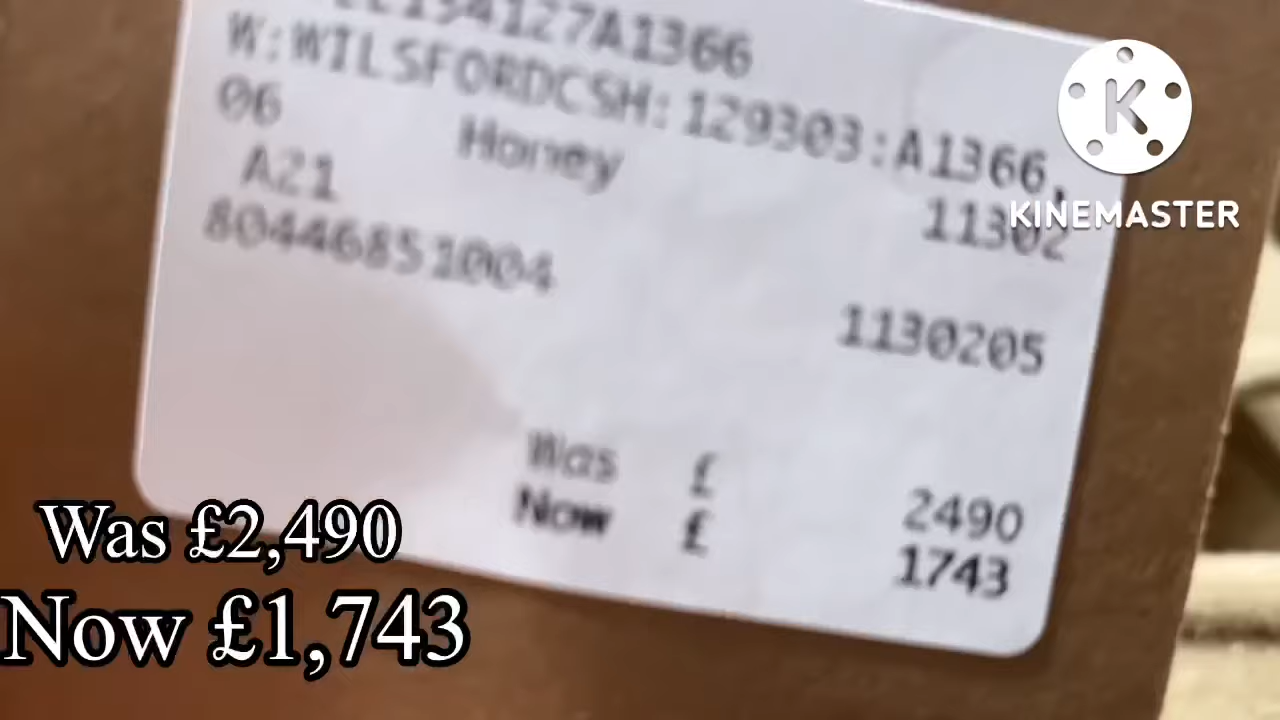 127A1366
W:WILSFORDCSH:129303:A1366,
06 Honey 11302
A21
80446851004
1130205
Was £ 2490
Now £ 1743
Was £2,490
Now £1,743
K
KINEMASTER